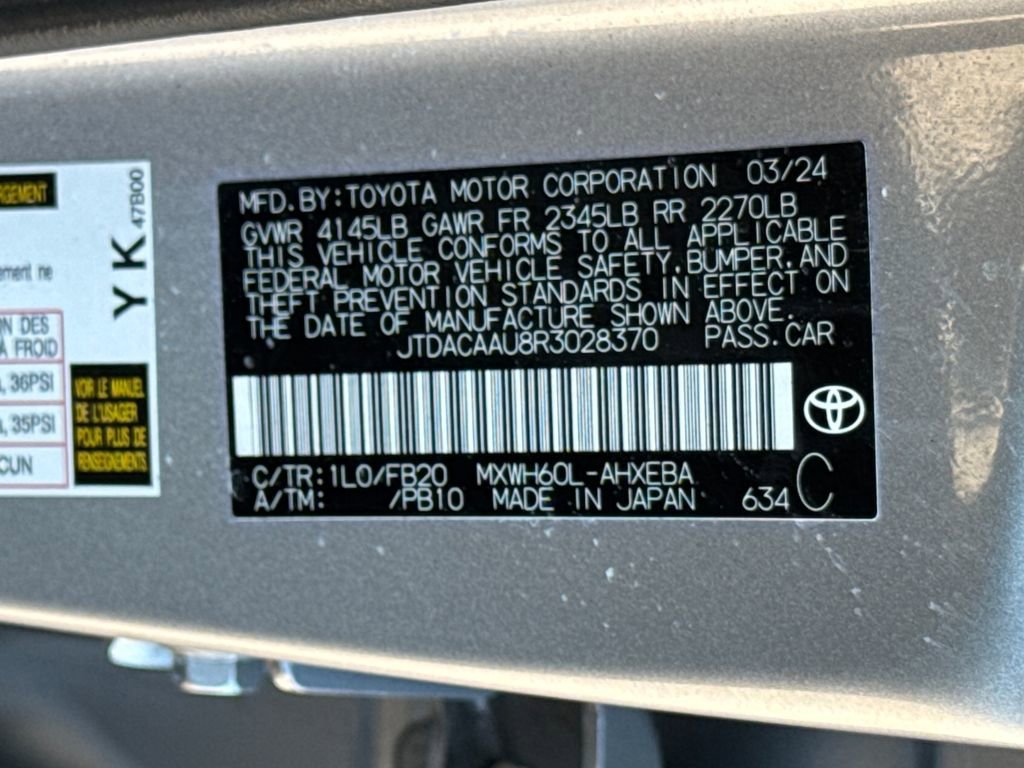 RGEMENT
47B00
Y K
ement ne
ON DES
À FROID
, 36PSI
, 35PSI
CUN
VOIR LE MANUEL
DE L'USAGER
POUR PLUS DE
RENSEIGNEMENTS
MFD. BY: TOYOTA MOTOR CORPORATION 03/24
GVWR 4145LB GAWR FR 2345LB RR 2270LB
THIS VEHICLE CONFORMS TO ALL APPLICABLE
FEDERAL MOTOR VEHICLE SAFETY, BUMPER, AND
THEFT PREVENTION STANDARDS IN EFFECT ON
THE DATE OF MANUFACTURE SHOWN ABOVE.
JTDACAAU8R3028370 PASS. CAR
C/TR: 1L0/FB20 MXWH60L-AHXEBA
A/TM: /PB10 MADE IN JAPAN 634 C